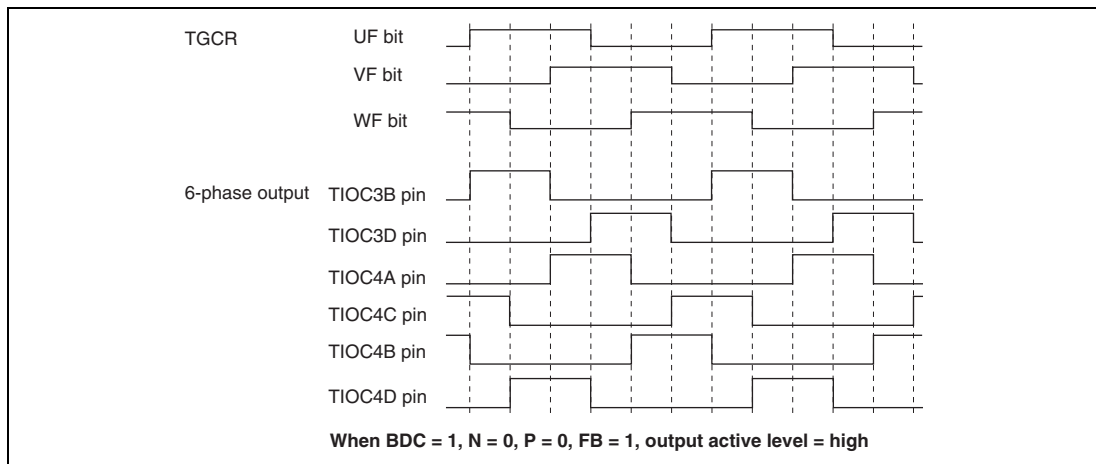 TGCR UF bit
VF bit
WF bit
6-phase output TIOC3B pin
TIOC3D pin
TIOC4A pin
TIOC4C pin
TIOC4B pin
TIOC4D pin
When BDC = 1, N = 0, P = 0, FB = 1, output active level = high